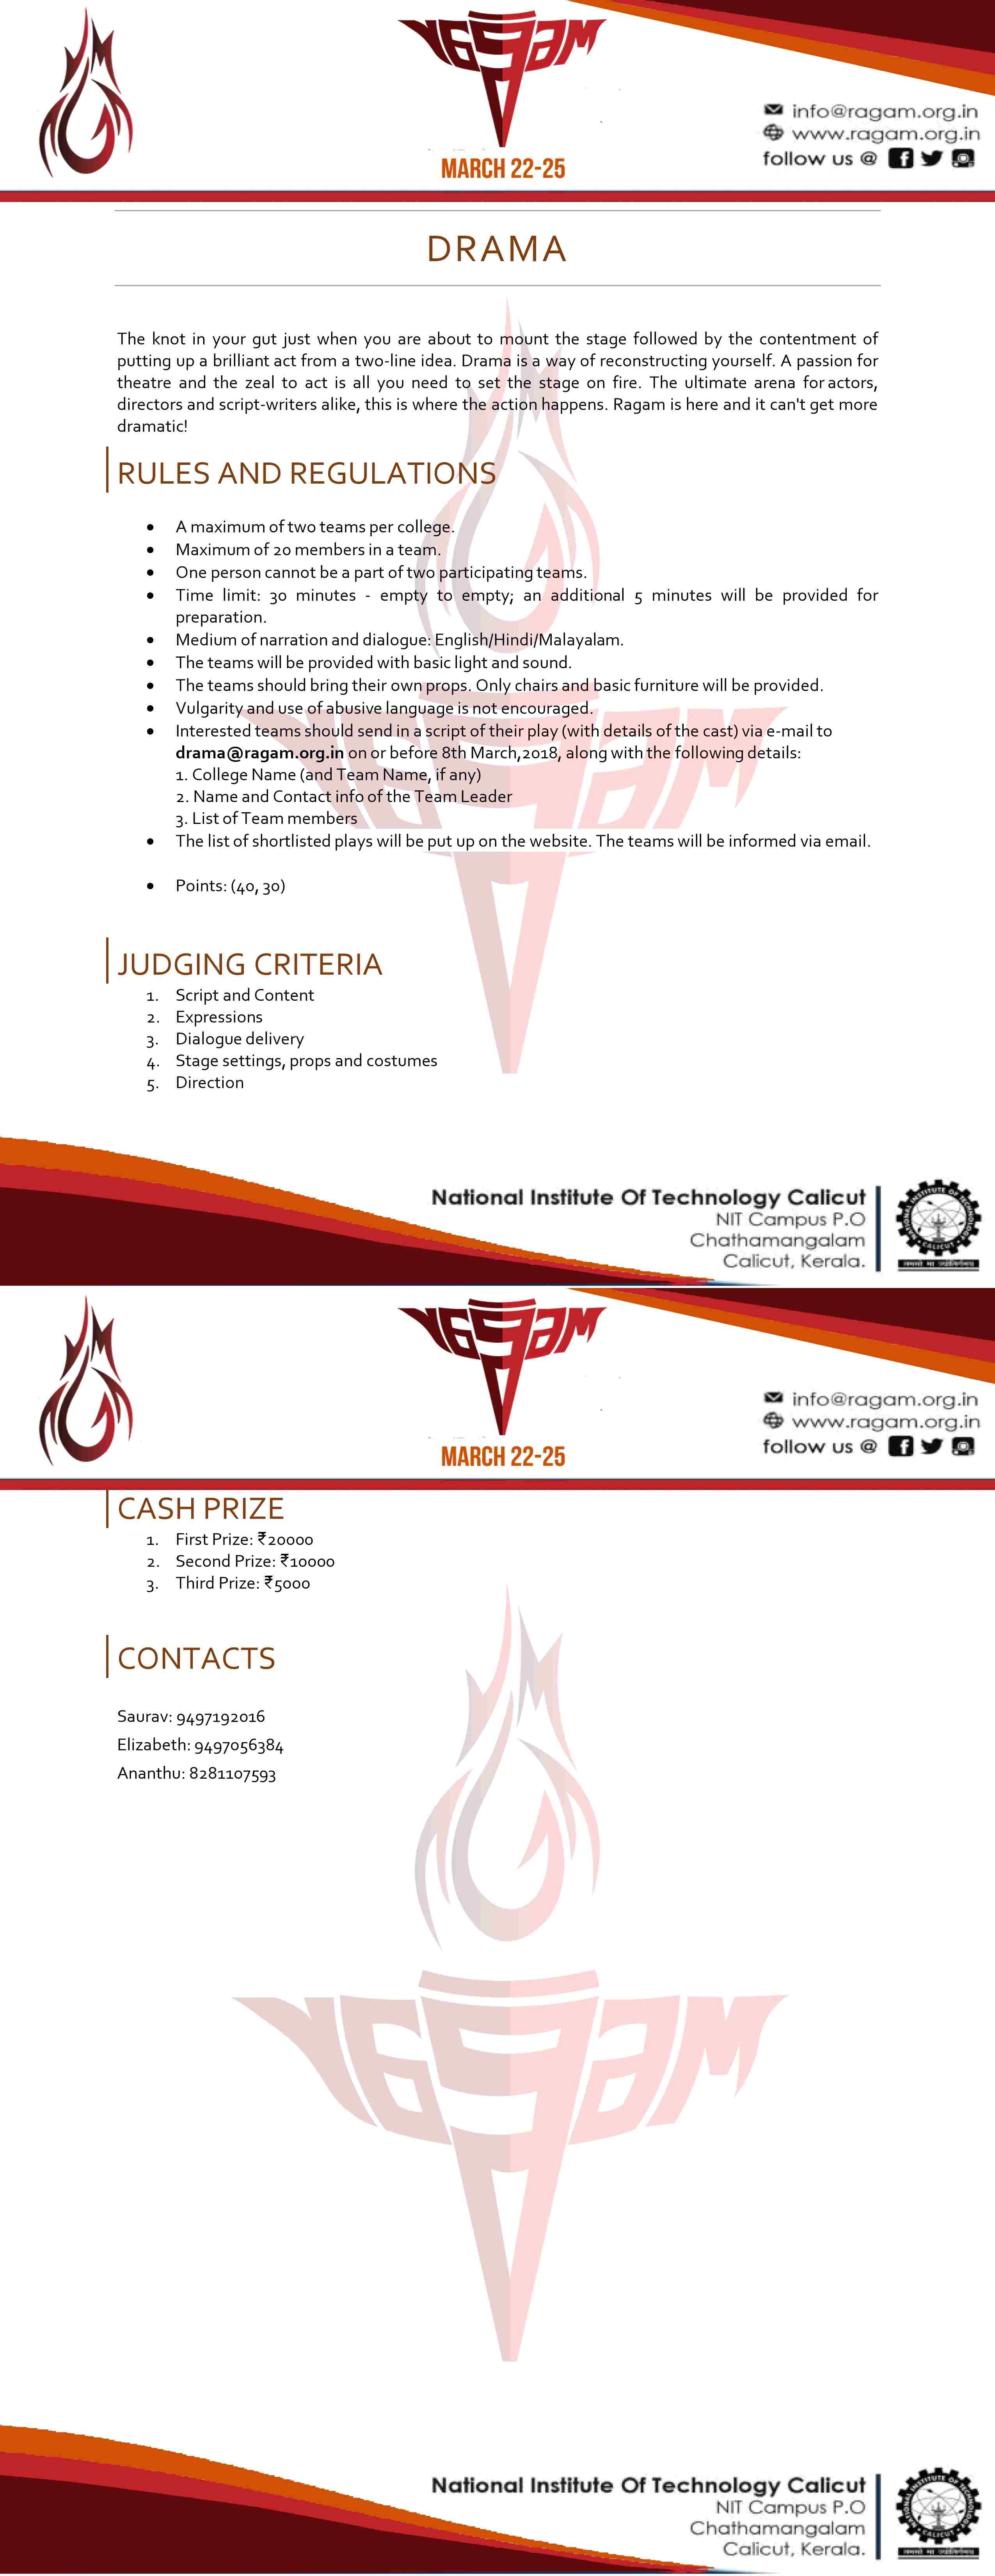 ragam
MARCH 22-25
info@ragam.org.in
www.ragam.org.in
follow us @
DRAMA
The knot in your gut just when you are about to mount the stage followed by the contentment of
putting up a brilliant act from a two-line idea. Drama is a way of reconstructing yourself. A passion for
theatre and the zeal to act is all you need to set the stage on fire. The ultimate arena for actors,
directors and script-writers alike, this is where the action happens. Ragam is here and it can't get more
dramatic!
RULES AND REGULATIONS
• A maximum of two teams per college.
• Maximum of 20 members in a team.
• One person cannot be a part of two participating teams.
• Time limit: 30 minutes - empty to empty; an additional 5 minutes will be provided for
preparation.
• Medium of narration and dialogue: English/Hindi/Malayalam.
• The teams will be provided with basic light and sound.
• The teams should bring their own props. Only chairs and basic furniture will be provided.
• Vulgarity and use of abusive language is not encouraged.
• Interested teams should send in a script of their play (with details of the cast) via e-mail to
drama@ragam.org.in on or before 8th March,2018, along with the following details:
1. College Name (and Team Name, if any)
2. Name and Contact info of the Team Leader
3. List of Team members
• The list of shortlisted plays will be put up on the website. The teams will be informed via email.
• Points: (40, 30)
JUDGING CRITERIA
1. Script and Content
2. Expressions
3. Dialogue delivery
4. Stage settings, props and costumes
5. Direction
National Institute Of Technology Calicut
NIT Campus P.O
Chathamangalam
Calicut, Kerala.
ragam
MARCH 22-25
info@ragam.org.in
www.ragam.org.in
follow us @
CASH PRIZE
1. First Prize: ₹20000
2. Second Prize: ₹10000
3. Third Prize: ₹5000
CONTACTS
Saurav: 9497192016
Elizabeth: 9497056384
Ananthu: 8281107593
ragam
National Institute Of Technology Calicut
NIT Campus P.O
Chathamangalam
Calicut, Kerala.